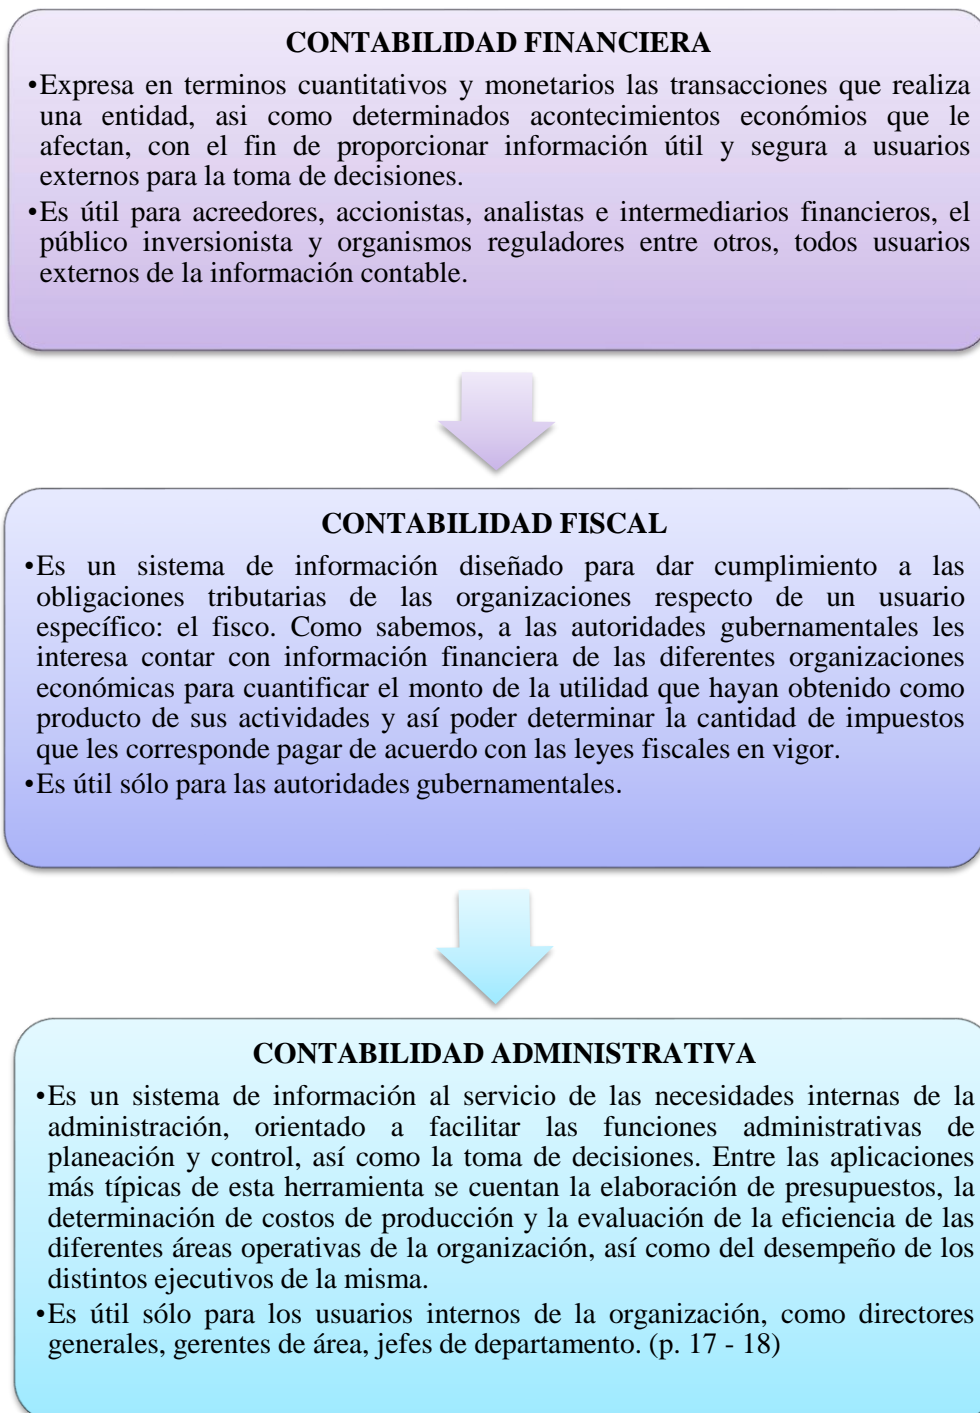 CONTABILIDAD FINANCIERA
•Expresa en terminos cuantitativos y monetarios las transacciones que realiza
una entidad, asi como determinados acontecimientos económios que le
afectan, con el fin de proporcionar información útil y segura a usuarios
externos para la toma de decisiones.
•Es útil para acreedores, accionistas, analistas e intermediarios financieros, el
público inversionista y organismos reguladores entre otros, todos usuarios
externos de la información contable.
CONTABILIDAD FISCAL
•Es un sistema de información diseñado para dar cumplimiento a las
obligaciones tributarias de las organizaciones respecto de un usuario
específico: el fisco. Como sabemos, a las autoridades gubernamentales les
interesa contar con información financiera de las diferentes organizaciones
económicas para cuantificar el monto de la utilidad que hayan obtenido como
producto de sus actividades y así poder determinar la cantidad de impuestos
que les corresponde pagar de acuerdo con las leyes fiscales en vigor.
•Es útil sólo para las autoridades gubernamentales.
CONTABILIDAD ADMINISTRATIVA
•Es un sistema de información al servicio de las necesidades internas de la
administración, orientado a facilitar las funciones administrativas de
planeación y control, así como la toma de decisiones. Entre las aplicaciones
más típicas de esta herramienta se cuentan la elaboración de presupuestos, la
determinación de costos de producción y la evaluación de la eficiencia de las
diferentes áreas operativas de la organización, así como del desempeño de los
distintos ejecutivos de la misma.
•Es útil sólo para los usuarios internos de la organización, como directores
generales, gerentes de área, jefes de departamento. (p. 17 - 18)